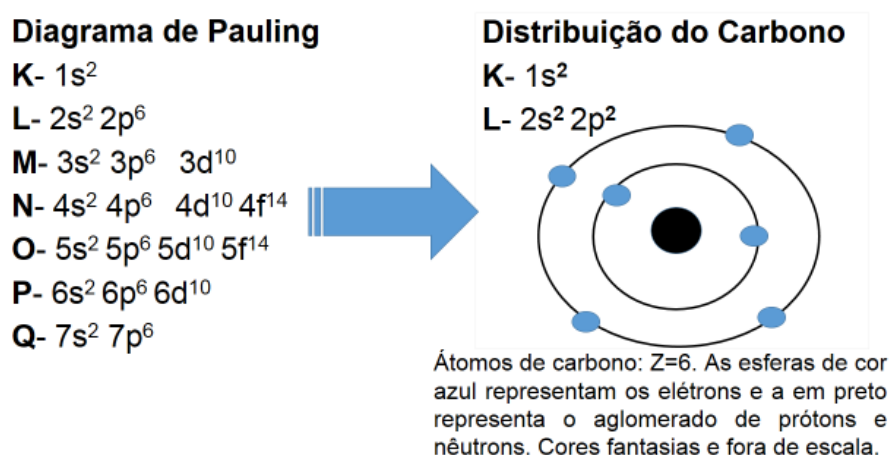 Diagrama de Pauling
K- 1s²
L- 2s² 2p⁶
M- 3s² 3p⁶ 3d¹⁰
N- 4s² 4p⁶ 4d¹⁰ 4f¹⁴
O- 5s² 5p⁶ 5d¹⁰ 5f¹⁴
P- 6s² 6p⁶ 6d¹⁰
Q- 7s² 7p⁶
Distribuição do Carbono
K- 1s²
L- 2s² 2p²
Átomos de carbono: Z=6. As esferas de cor
azul representam os elétrons e a em preto
representa o aglomerado de prótons e
nêutrons. Cores fantasias e fora de escala.